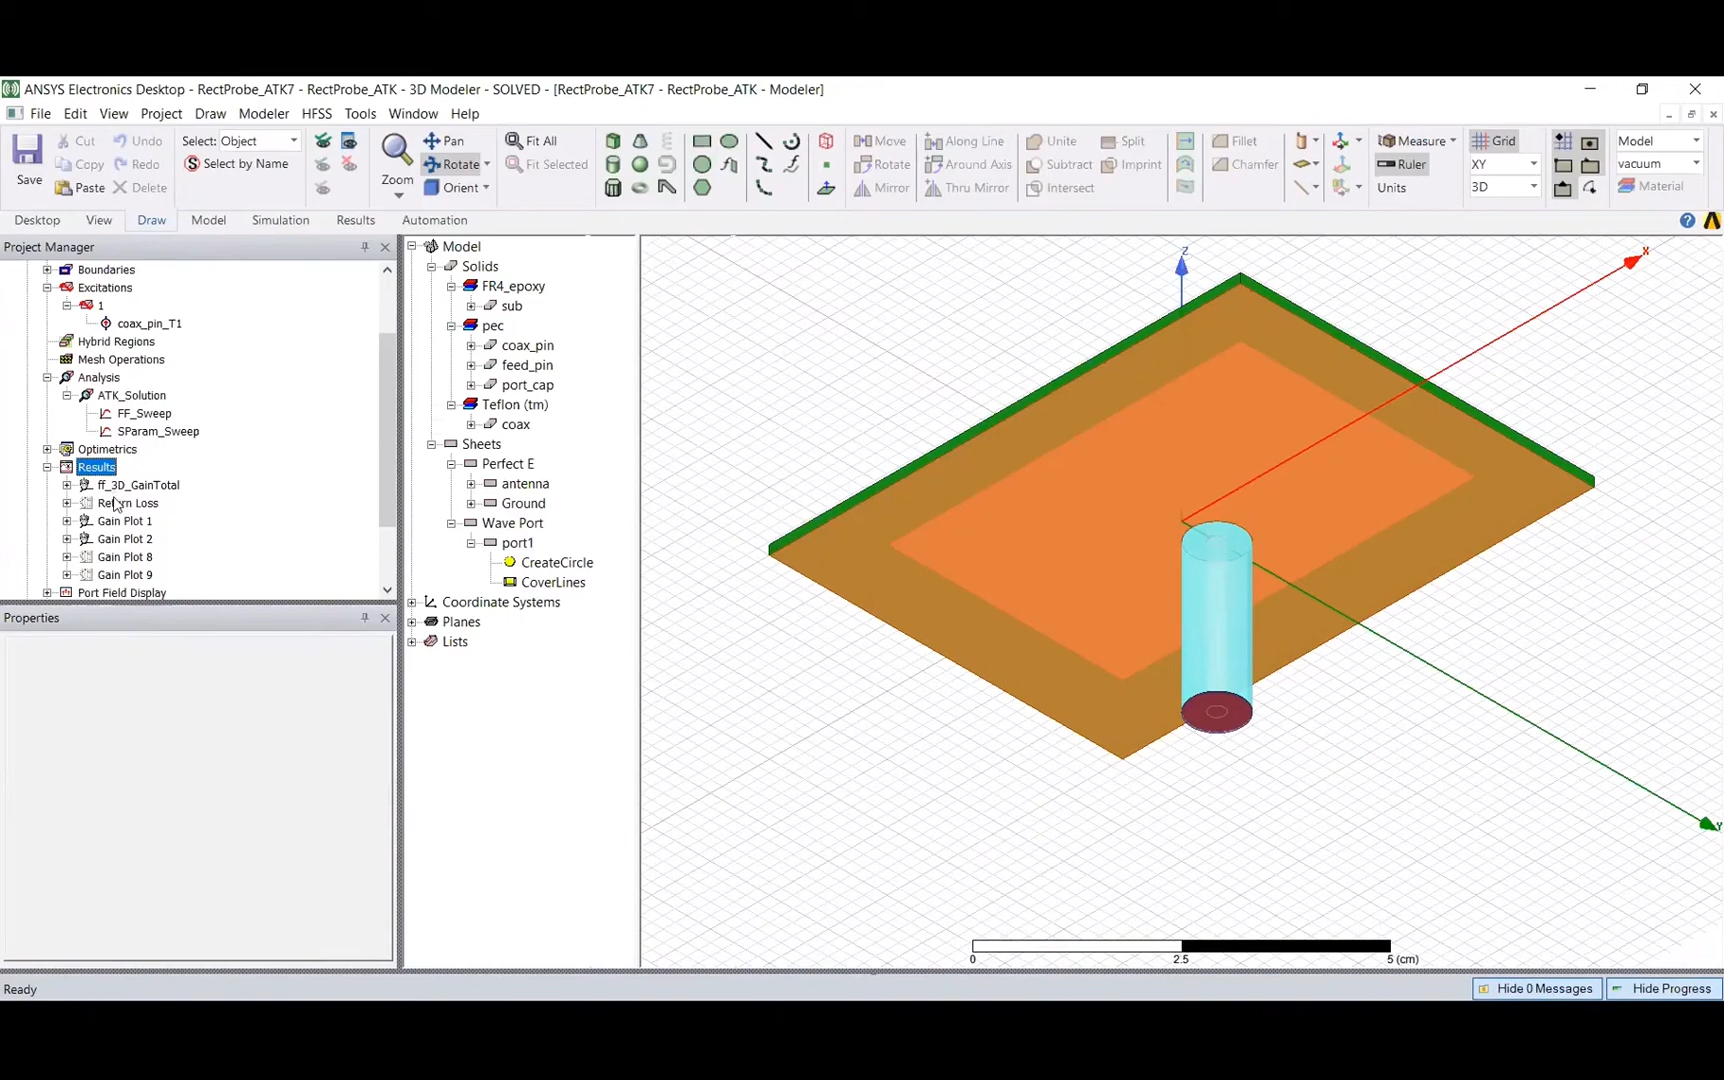 ANSYS Electronics Desktop - RectProbe_ATK7 - RectProbe_ATK - 3D Modeler - SOLVED - [RectProbe_ATK7 - RectProbe_ATK - Modeler]
File Edit View Project Draw Modeler HFSS Tools Window Help
Save
Cut
Copy
Paste
Undo
Redo
Delete
Select: Object
Select by Name
Zoom
Pan
Rotate
Orient
Fit All
Fit Selected
Move
Rotate
Mirror
Along Line
Around Axis
Thru Mirror
Unite
Subtract
Intersect
Split
Imprint
Fillet
Chamfer
Measure
Ruler
Units
Grid
XY
3D
Model
vacuum
Material
Desktop View Draw Model Simulation Results Automation
Project Manager
Boundaries
Excitations
1
coax_pin_T1
Hybrid Regions
Mesh Operations
Analysis
ATK_Solution
FF_Sweep
SParam_Sweep
Optimetrics
Results
ff_3D_GainTotal
Return Loss
Gain Plot 1
Gain Plot 2
Gain Plot 8
Gain Plot 9
Port Field Display
Properties
Model
Solids
FR4_epoxy
sub
pec
coax_pin
feed_pin
port_cap
Teflon (tm)
coax
Sheets
Perfect E
antenna
Ground
Wave Port
port1
CreateCircle
CoverLines
Coordinate Systems
Planes
Lists
Z
X
Y
0 2.5 5 (cm)
Ready
Hide 0 Messages
Hide Progress